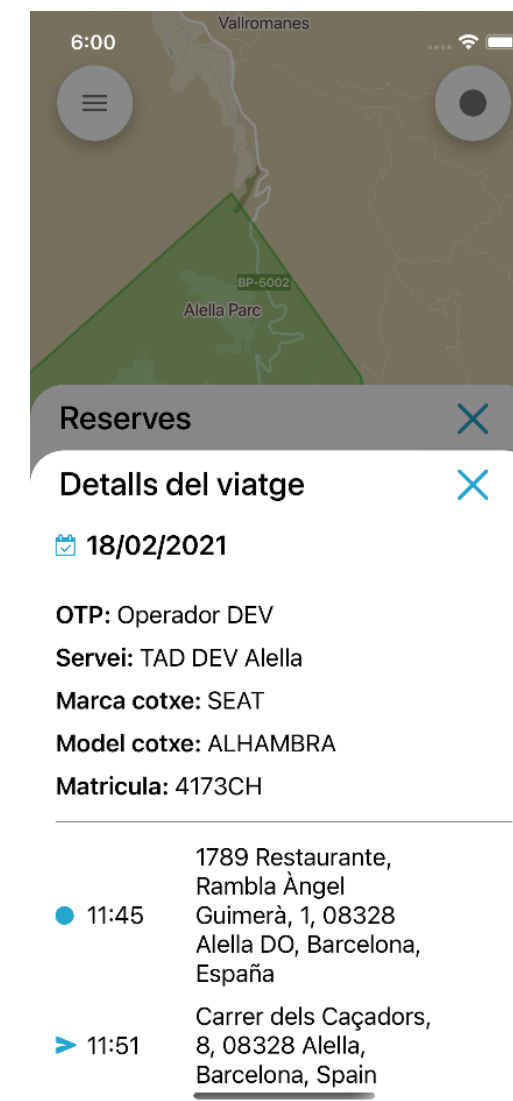 Vallromanes
6:00
BP-5002
Alella Parc
Reserves
Detalls del viatge
18/02/2021
OTP: Operador DEV
Servei: TAD DEV Alella
Marca cotxe: SEAT
Model cotxe: ALHAMBRA
Matricula: 4173CH
1789 Restaurante,
Rambla Àngel
11:45 Guimerà, 1, 08328
Alella DO, Barcelona,
España
Carrer dels Caçadors,
11:51 8, 08328 Alella,
Barcelona, Spain